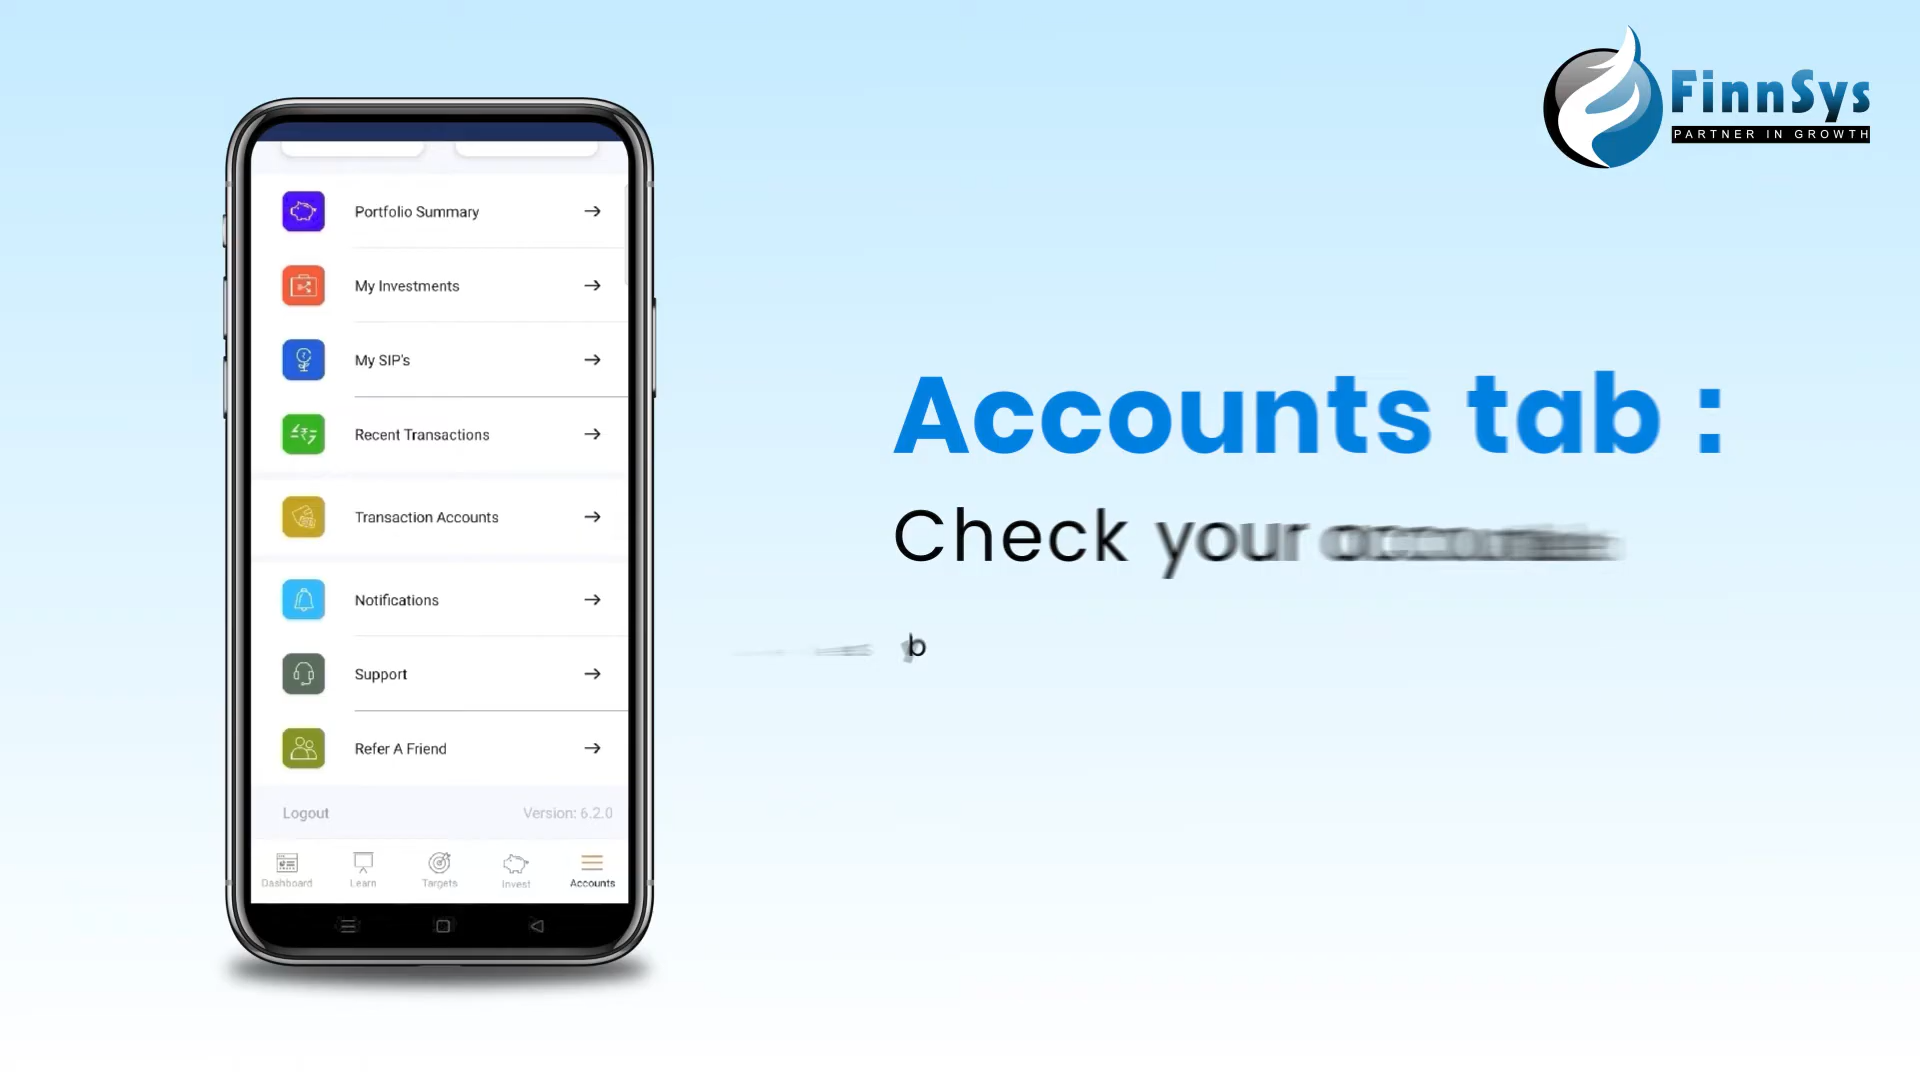 FinnSys
PARTNER IN GROWTH
Portfolio Summary
My Investments
My SIP's
Recent Transactions
Transaction Accounts
Notifications
Support
Refer A Friend
Logout
Version: 6.2.0
Dashboard
Learn
Targets
Invest
Accounts
Accounts tab :
Check your
b